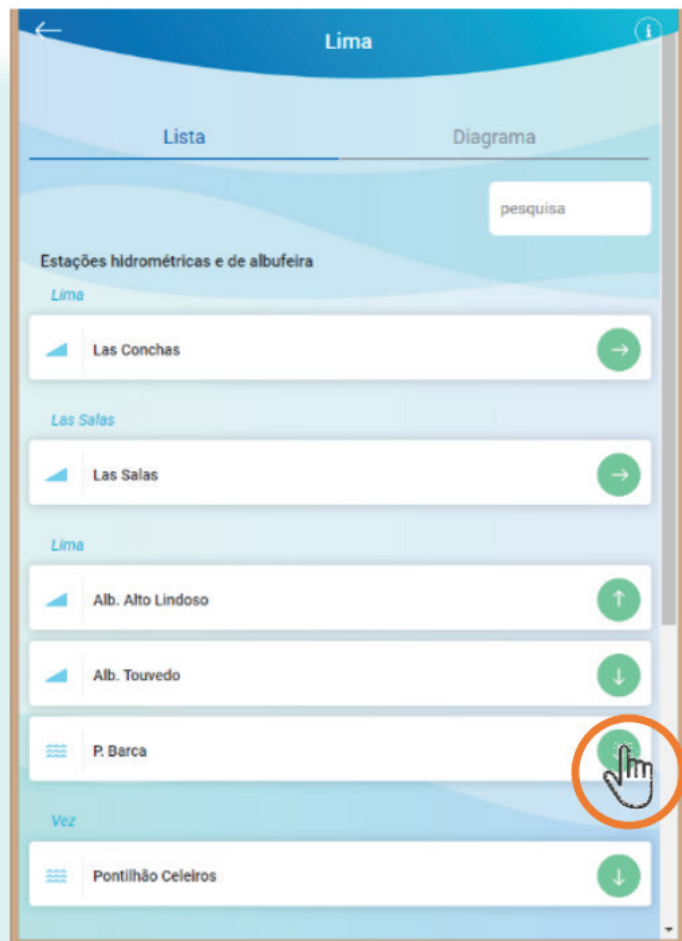 Lima
Lista
Diagrama
pesquisa
Estações hidrométricas e de albufeira
Lima
Las Conchas
Las Salas
Las Salas
Lima
Alb. Alto Lindoso
Alb. Touvedo
P. Barca
Vez
Pontilhão Celeiros